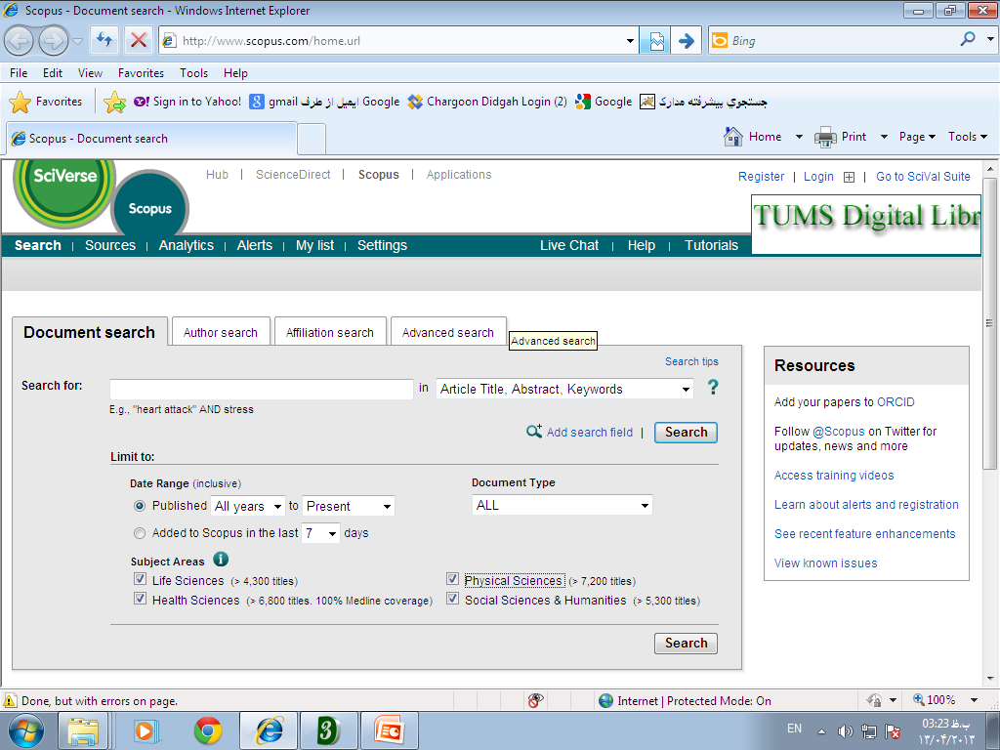 Scopus - Document search - Windows Internet Explorer
http://www.scopus.com/home.url
Bing
File Edit View Favorites Tools Help
Favorites Sign in to Yahoo! gmail ایمیل از طرف Google Chargoon Didgah Login (2) Google جستجوي پيشرفته مدارک
Scopus - Document search Home Print Page Tools
SciVerse
Scopus
Hub | ScienceDirect | Scopus | Applications
Register | Login | Go to SciVal Suite
TUMS Digital Libr
Search | Sources | Analytics | Alerts | My list | Settings Live Chat | Help | Tutorials
Document search Author search Affiliation search Advanced search
Advanced search
Search tips
Search for: in Article Title, Abstract, Keywords ?
E.g., "heart attack" AND stress
Add search field | Search
Limit to:
Date Range (inclusive) Document Type
Published All years to Present ALL
Added to Scopus in the last 7 days
Subject Areas i
Life Sciences (> 4,300 titles) Physical Sciences (> 7,200 titles)
Health Sciences (> 6,800 titles. 100% Medline coverage) Social Sciences & Humanities (> 5,300 titles)
Search
Resources
Add your papers to ORCID
Follow @Scopus on Twitter for
updates, news and more
Access training videos
Learn about alerts and registration
See recent feature enhancements
View known issues
Done, but with errors on page. Internet | Protected Mode: On 100%
EN 03:23 ب.ظ
۱۳/۰۴/۲۰۱۳